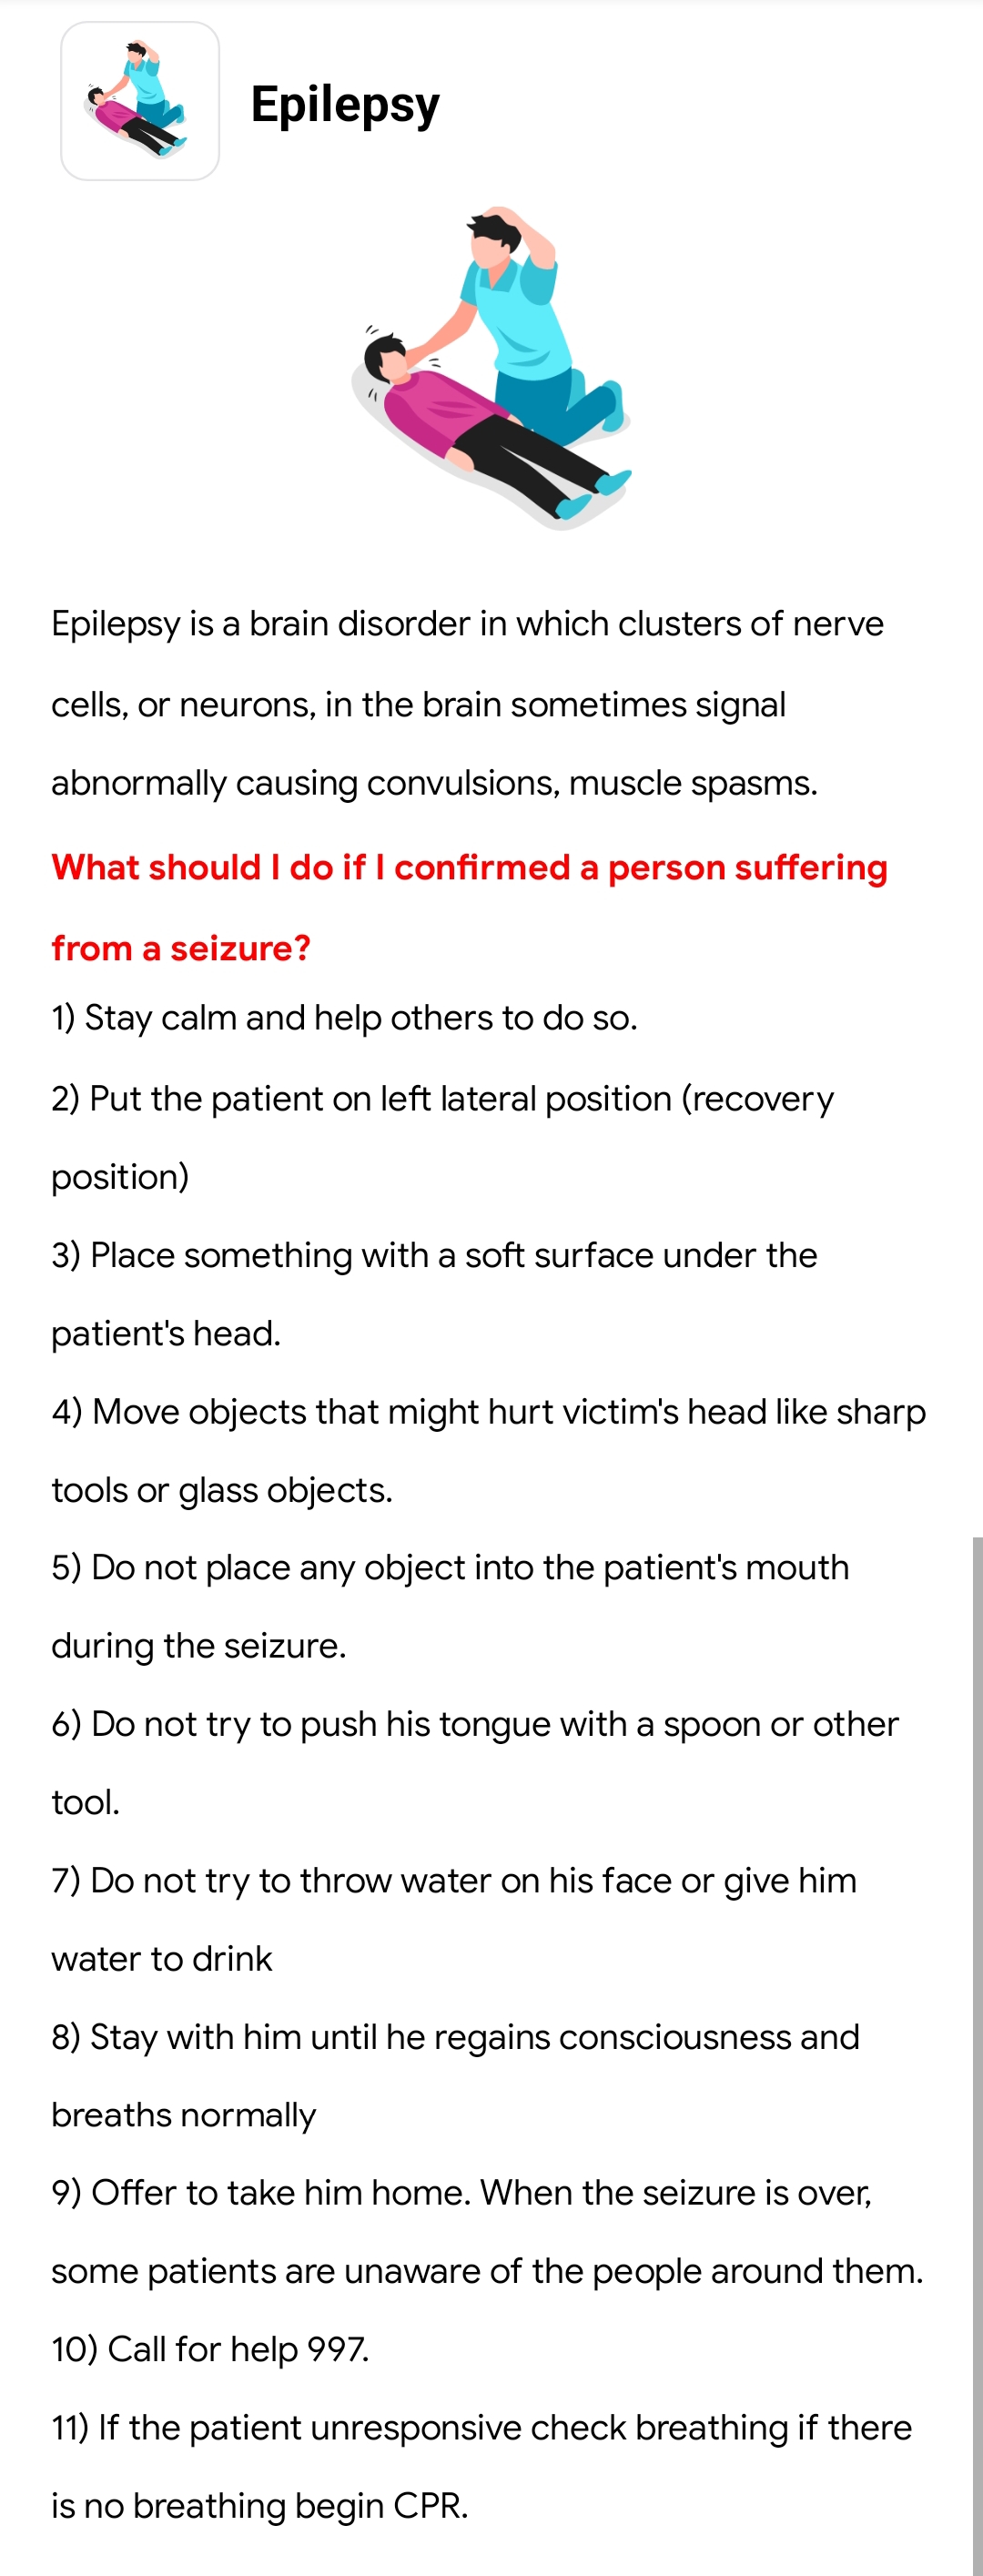 Epilepsy
Epilepsy is a brain disorder in which clusters of nerve
cells, or neurons, in the brain sometimes signal
abnormally causing convulsions, muscle spasms.
What should I do if I confirmed a person suffering
from a seizure?
1) Stay calm and help others to do so.
2) Put the patient on left lateral position (recovery
position)
3) Place something with a soft surface under the
patient's head.
4) Move objects that might hurt victim's head like sharp
tools or glass objects.
5) Do not place any object into the patient's mouth
during the seizure.
6) Do not try to push his tongue with a spoon or other
tool.
7) Do not try to throw water on his face or give him
water to drink
8) Stay with him until he regains consciousness and
breaths normally
9) Offer to take him home. When the seizure is over,
some patients are unaware of the people around them.
10) Call for help 997.
11) If the patient unresponsive check breathing if there
is no breathing begin CPR.